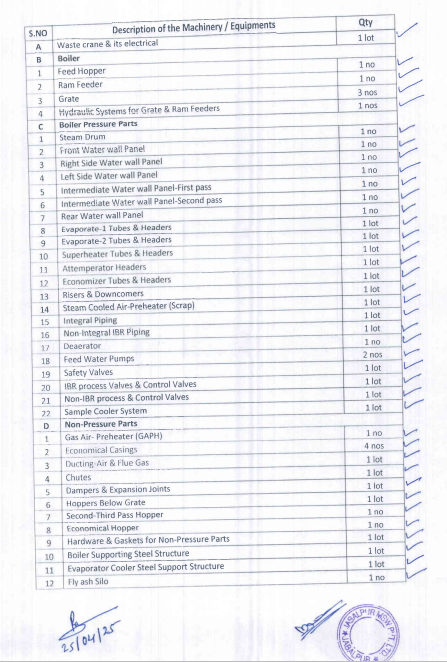 S.NO Description of the Machinery / Equipments Qty
A Waste crane & its electrical 1 lot
B Boiler
1 Feed Hopper 1 no
2 Ram Feeder 1 no
3 Grate 3 nos
4 Hydraulic Systems for Grate & Ram Feeders 1 nos
C Boiler Pressure Parts
1 Steam Drum 1 no
2 Front Water wall Panel 1 no
3 Right Side Water wall Panel 1 no
4 Left Side Water wall Panel 1 no
5 Intermediate Water wall Panel-First pass 1 no
6 Intermediate Water wall Panel-Second pass 1 no
7 Rear Water wall Panel 1 no
8 Evaporate-1 Tubes & Headers 1 lot
9 Evaporate-2 Tubes & Headers 1 lot
10 Superheater Tubes & Headers 1 lot
11 Attemperator Headers 1 lot
12 Economizer Tubes & Headers 1 lot
13 Risers & Downcomers 1 lot
14 Steam Cooled Air-Preheater (Scrap) 1 lot
15 Integral Piping 1 lot
16 Non-Integral IBR Piping 1 lot
17 Deaerator 1 no
18 Feed Water Pumps 2 nos
19 Safety Valves 1 lot
20 IBR process Valves & Control Valves 1 lot
21 Non-IBR process Valves & Control Valves 1 lot
22 Sample Cooler System 1 lot
D Non-Pressure Parts
1 Gas Air- Preheater (GAPH) 1 no
2 Economical Casings 4 nos
3 Ducting-Air & Flue Gas 1 lot
4 Chutes 1 lot
5 Dampers & Expansion Joints 1 lot
6 Hoppers Below Grate 1 lot
7 Second-Third Pass Hopper 1 no
8 Economical Hopper 1 no
9 Hardware & Gaskets for Non-Pressure Parts 1 lot
10 Boiler Supporting Steel Structure 1 lot
11 Evaporator Cooler Steel Support Structure 1 lot
12 Fly ash Silo 1 no
25/04/25
JABALPUR MSW PVT. LTD.
JABALPUR